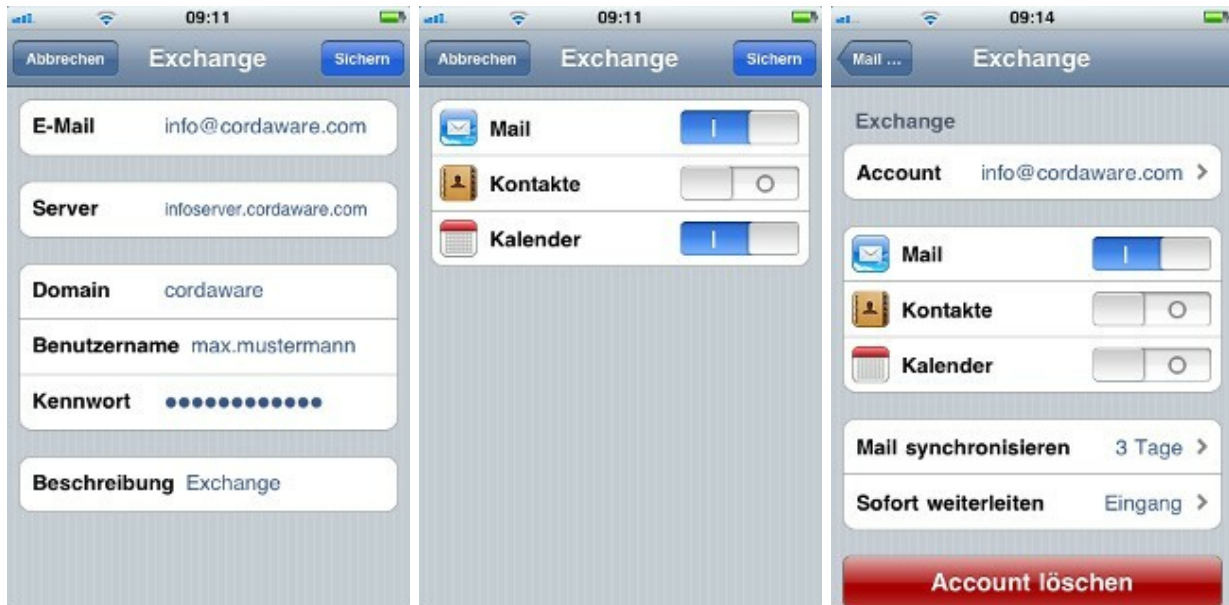 09:11
Abbrechen Exchange Sichern
E-Mail info@cordaware.com
Server infoserver.cordaware.com
Domain cordaware
Benutzername max.mustermann
Kennwort ●●●●●●●●●●●●
Beschreibung Exchange
09:11
Abbrechen Exchange Sichern
Mail
Kontakte
Kalender
09:14
Mail ... Exchange
Exchange
Account info@cordaware.com
Mail
Kontakte
Kalender
Mail synchronisieren 3 Tage
Sofort weiterleiten Eingang
Account löschen